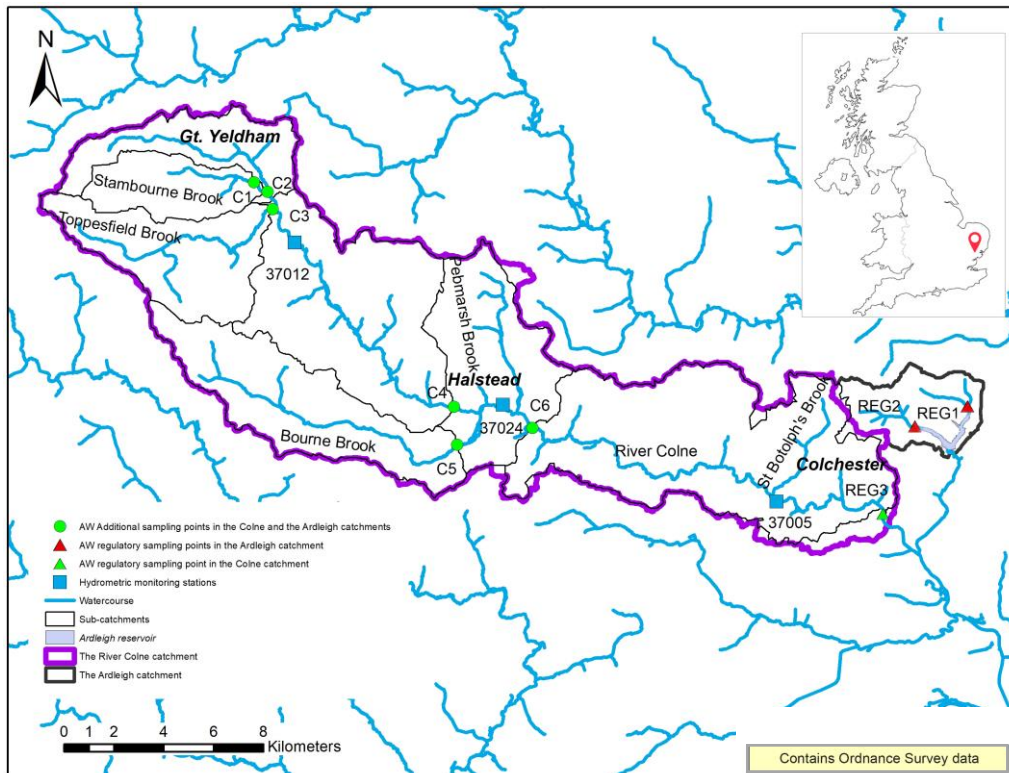 N
Gt. Yeldham
Stambourne Brook
C1
C2
C3
Toppesfield Brook
37012
Pebmarsh Brook
Halstead
C4
C6
37024
Bourne Brook
C5
River Colne
St Botolph's Brook
REG2
REG1
Colchester
REG3
37005
AW Additional sampling points in the Colne and the Ardleigh catchments
AW regulatory sampling points in the Ardleigh catchment
AW regulatory sampling point in the Colne catchment
Hydrometric monitoring stations
Watercourse
Sub-catchments
Ardleigh reservoir
The River Colne catchment
The Ardleigh catchment
0 1 2 4 6 8
Kilometers
Contains Ordnance Survey data